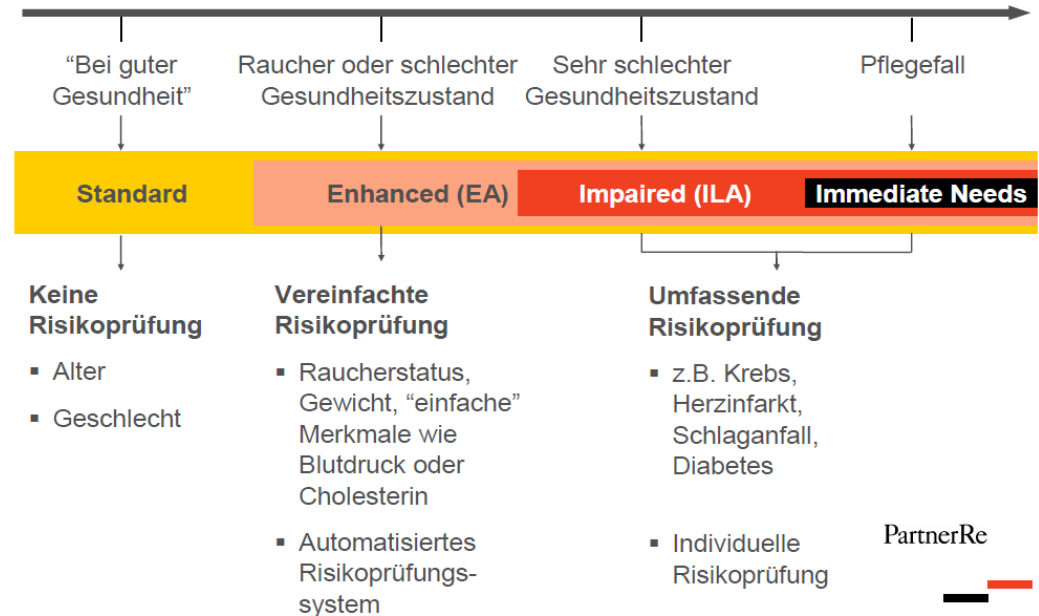 “Bei guter
Gesundheit”
Raucher oder schlechter
Gesundheitszustand
Sehr schlechter
Gesundheitszustand
Pflegefall
Standard
Enhanced (EA)
Impaired (ILA)
Immediate Needs
Keine
Risikoprüfung
▪ Alter
▪ Geschlecht
Vereinfachte
Risikoprüfung
▪ Raucherstatus,
Gewicht, “einfache”
Merkmale wie
Blutdruck oder
Cholesterin
▪ Automatisiertes
Risikoprüfungs-
system
Umfassende
Risikoprüfung
▪ z.B. Krebs,
Herzinfarkt,
Schlaganfall,
Diabetes
▪ Individuelle
Risikoprüfung
PartnerRe